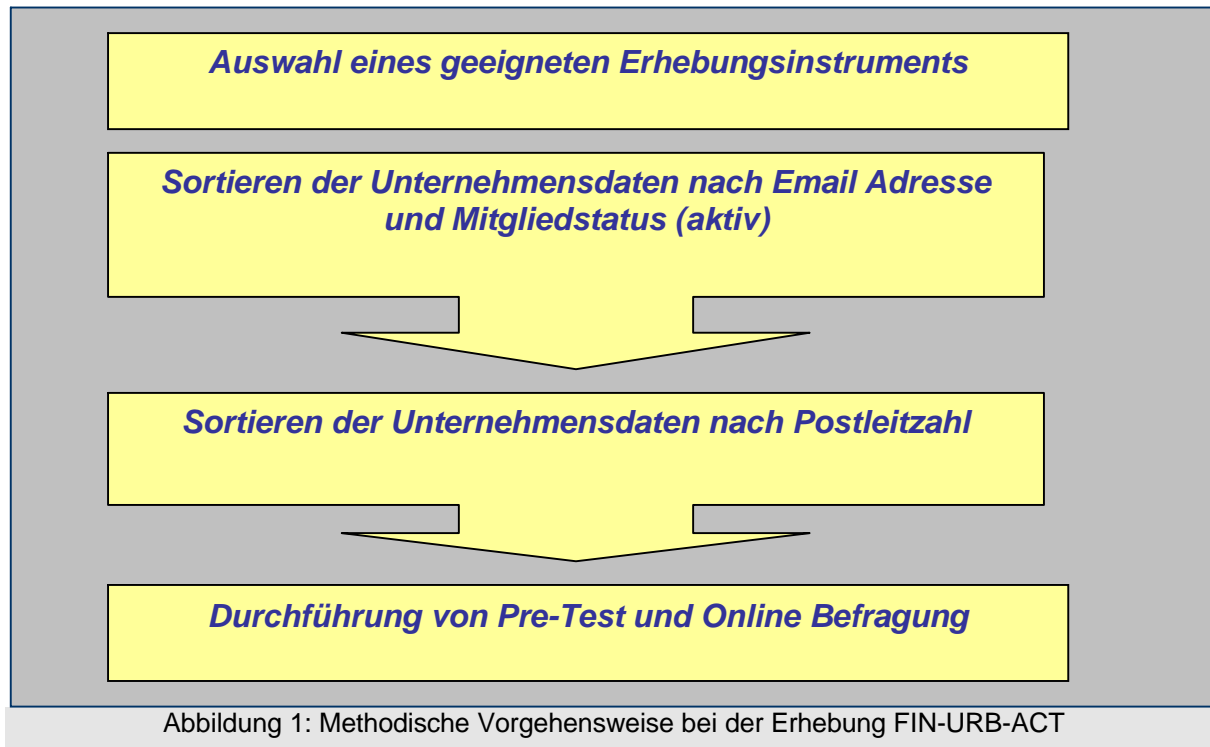 Auswahl eines geeigneten Erhebungsinstruments
Sortieren der Unternehmensdaten nach Email Adresse
und Mitgliedstatus (aktiv)
Sortieren der Unternehmensdaten nach Postleitzahl
Durchführung von Pre-Test und Online Befragung
Abbildung 1: Methodische Vorgehensweise bei der Erhebung FIN-URB-ACT